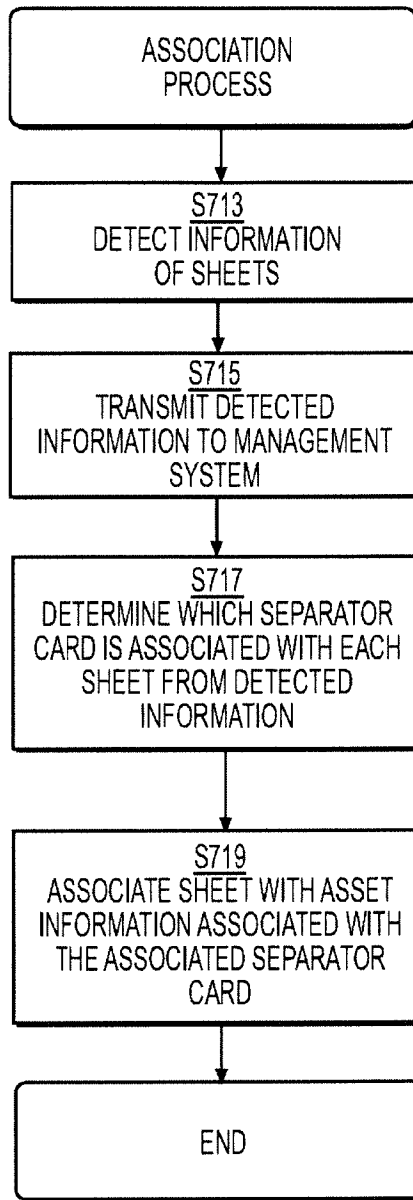 ASSOCIATION
PROCESS
S713
DETECT INFORMATION
OF SHEETS
S715
TRANSMIT DETECTED
INFORMATION TO MANAGEMENT
SYSTEM
S717
DETERMINE WHICH SEPARATOR
CARD IS ASSOCIATED WITH EACH
SHEET FROM DETECTED
INFORMATION
S719
ASSOCIATE SHEET WITH ASSET
INFORMATION ASSOCIATED WITH
THE ASSOCIATED SEPARATOR
CARD
END